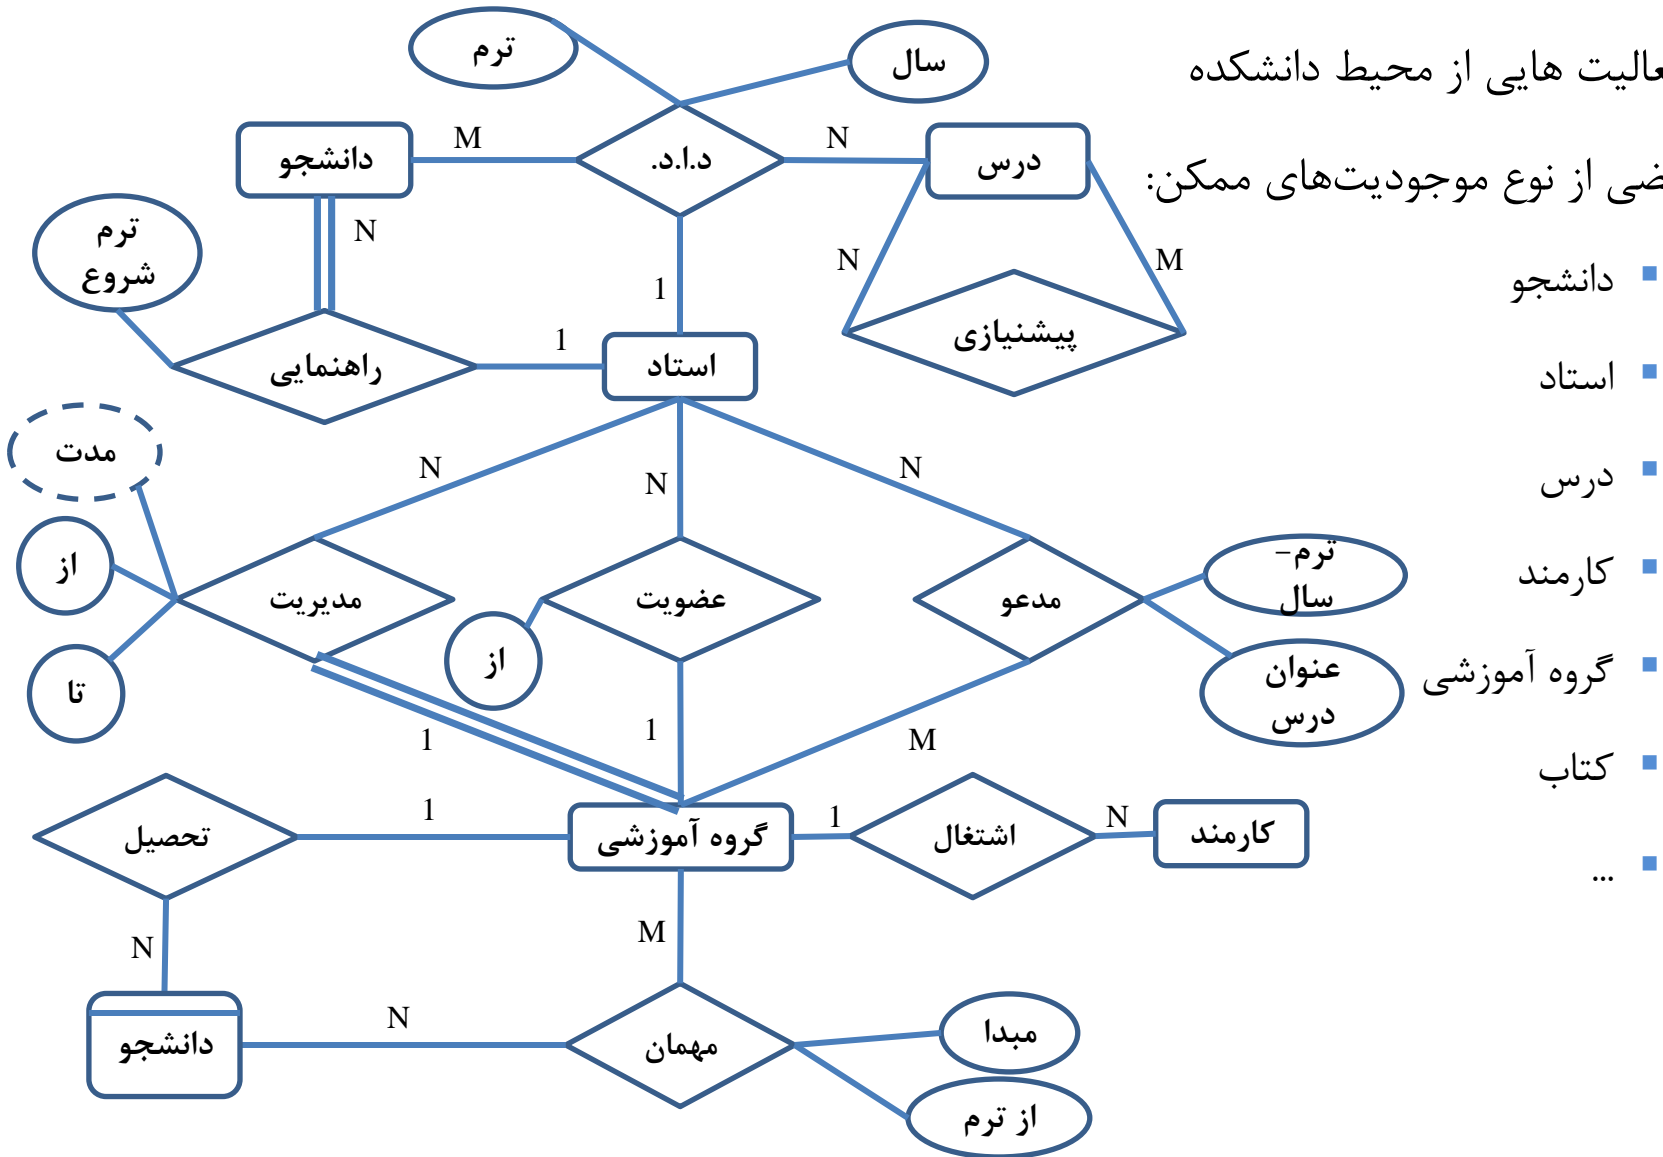 ترم
سال
عالیت هایی از محیط دانشکده
دانشجو
M
د.ا.د.
N
درس
ضی از نوع موجودیت‌های ممکن:
ترم
شروع
N
N
M
1
پیشنیازی
دانشجو
راهنمایی
1
استاد
استاد
مدت
N
N
N
درس
از
مدیریت
عضویت
مدعو
ترم-
سال
کارمند
تا
از
عنوان
درس
گروه آموزشی
1
1
M
کتاب
تحصیل
1
گروه آموزشی
1
اشتغال
N
کارمند
...
N
M
دانشجو
N
مهمان
مبدا
از ترم